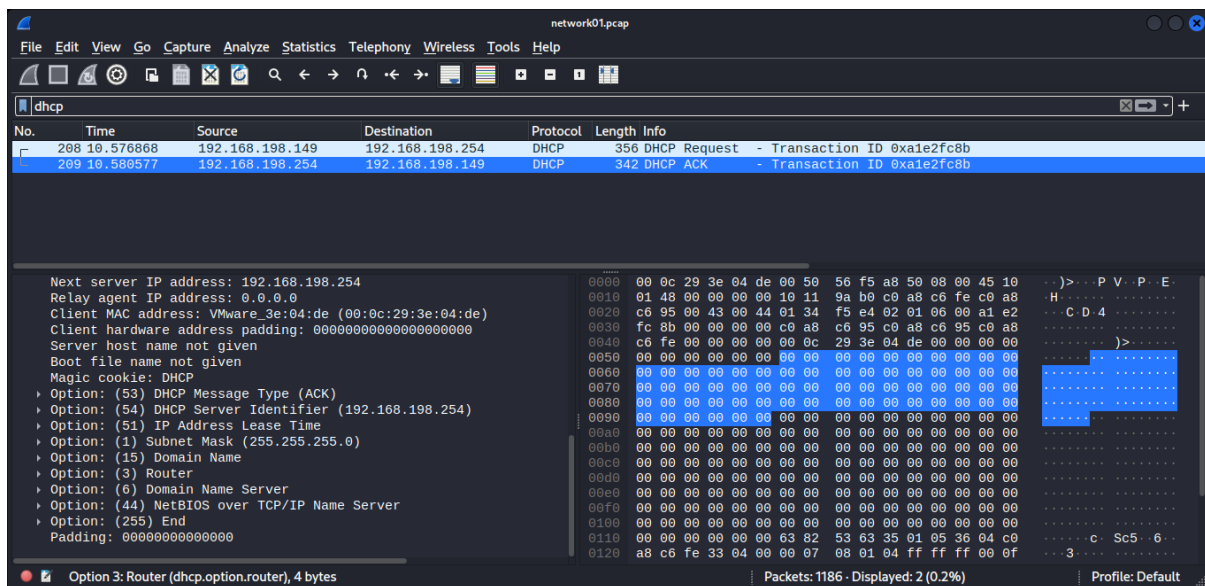 network01.pcap
File Edit View Go Capture Analyze Statistics Telephony Wireless Tools Help
dhcp
No. Time Source Destination Protocol Length Info
208 10.576868 192.168.198.149 192.168.198.254 DHCP 356 DHCP Request - Transaction ID 0xa1e2fc8b
209 10.580577 192.168.198.254 192.168.198.149 DHCP 342 DHCP ACK - Transaction ID 0xa1e2fc8b
Next server IP address: 192.168.198.254
Relay agent IP address: 0.0.0.0
Client MAC address: VMware_3e:04:de (00:0c:29:3e:04:de)
Client hardware address padding: 00000000000000000000
Server host name not given
Boot file name not given
Magic cookie: DHCP
Option: (53) DHCP Message Type (ACK)
Option: (54) DHCP Server Identifier (192.168.198.254)
Option: (51) IP Address Lease Time
Option: (1) Subnet Mask (255.255.255.0)
Option: (15) Domain Name
Option: (3) Router
Option: (6) Domain Name Server
Option: (44) NetBIOS over TCP/IP Name Server
Option: (255) End
Padding: 00000000000000
0000 00 0c 29 3e 04 de 00 50 56 f5 a8 50 08 00 45 10 ··)>···P V··P··E·
0010 01 48 00 00 00 00 10 11 9a b0 c0 a8 c6 fe c0 a8 ·H······ ········
0020 c6 95 00 43 00 44 01 34 f5 e4 02 01 06 00 a1 e2 ···C·D·4 ········
0030 fc 8b 00 00 00 00 c0 a8 c6 95 c0 a8 c6 95 c0 a8 ········ ········
0040 c6 fe 00 00 00 00 00 0c 29 3e 04 de 00 00 00 00 ········ )>······
0050 00 00 00 00 00 00 00 00 00 00 00 00 00 00 00 00 ········ ········
0060 00 00 00 00 00 00 00 00 00 00 00 00 00 00 00 00 ········ ········
0070 00 00 00 00 00 00 00 00 00 00 00 00 00 00 00 00 ········ ········
0080 00 00 00 00 00 00 00 00 00 00 00 00 00 00 00 00 ········ ········
0090 00 00 00 00 00 00 00 00 00 00 00 00 00 00 00 00 ········ ········
00a0 00 00 00 00 00 00 00 00 00 00 00 00 00 00 00 00 ········ ········
00b0 00 00 00 00 00 00 00 00 00 00 00 00 00 00 00 00 ········ ········
00c0 00 00 00 00 00 00 00 00 00 00 00 00 00 00 00 00 ········ ········
00d0 00 00 00 00 00 00 00 00 00 00 00 00 00 00 00 00 ········ ········
00e0 00 00 00 00 00 00 00 00 00 00 00 00 00 00 00 00 ········ ········
00f0 00 00 00 00 00 00 00 00 00 00 00 00 00 00 00 00 ········ ········
0100 00 00 00 00 00 00 00 00 00 00 00 00 00 00 00 00 ········ ········
0110 00 00 00 00 00 00 63 82 53 63 35 01 05 36 04 c0 ······c· Sc5··6··
0120 a8 c6 fe 33 04 00 00 07 08 01 04 ff ff ff 00 0f ···3···· ········
Option 3: Router (dhcp.option.router), 4 bytes
Packets: 1186 · Displayed: 2 (0.2%)
Profile: Default